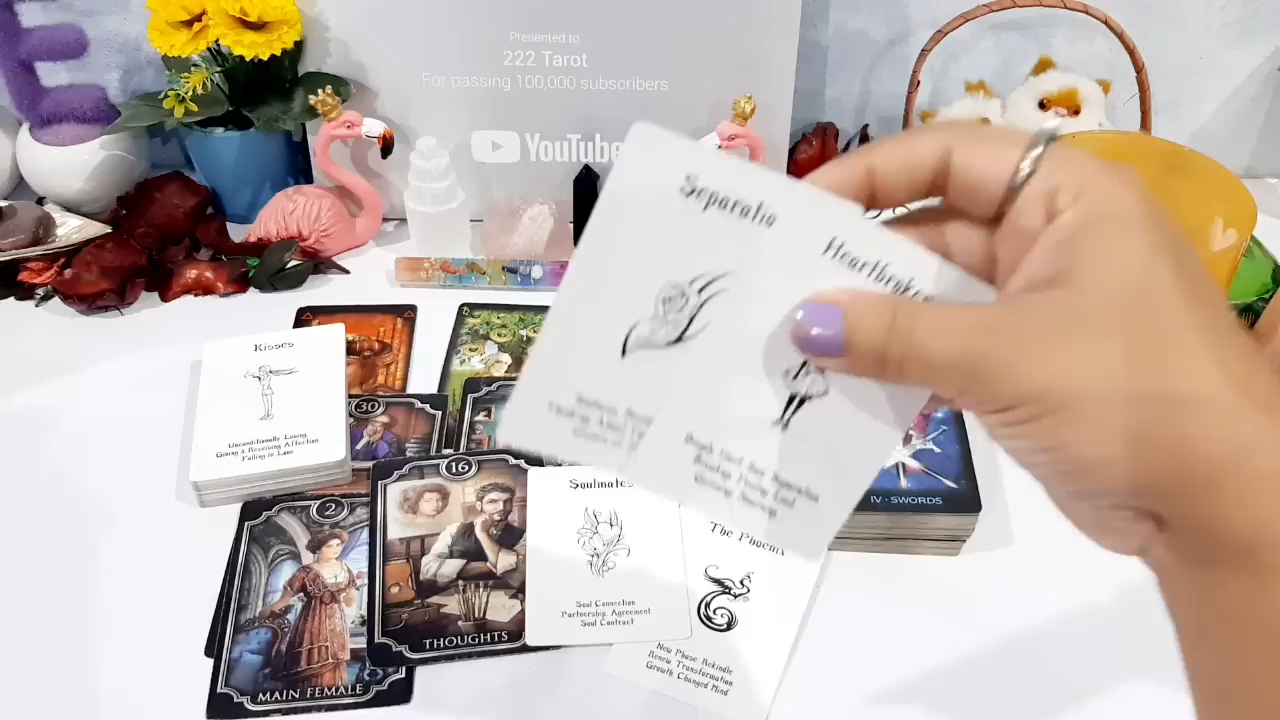 Presented to
222 Tarot
For passing 100,000 subscribers
YouTube
Separatio
Heartbroke
Kisses
Unconditionally Loving
Giving & Receiving Affection
Falling in Love
30
2
MAIN FEMALE
16
THOUGHTS
Soulmates
Soul Connection
Partnership, Agreement
Soul Contract
The Phoenix
New Phase Rekindle
Renew Transformation
Growth Changed Mind
IV - SWORDS